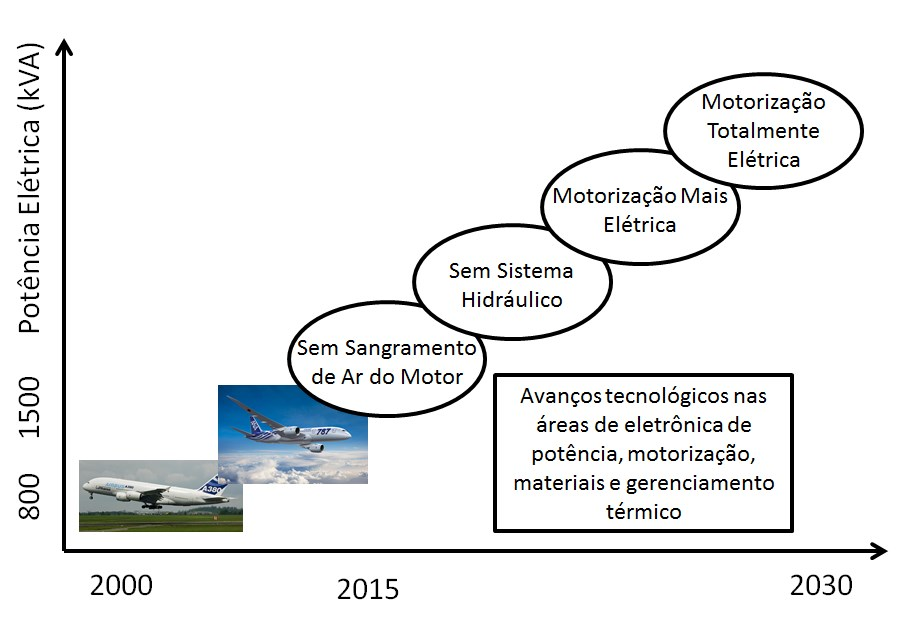 Potência Elétrica (kVA)
1500
800
Motorização
Totalmente
Elétrica
Motorização Mais
Elétrica
Sem Sistema
Hidráulico
Sem Sangramento
de Ar do Motor
787
A380
Avanços tecnológicos nas
áreas de eletrônica de
potência, motorização,
materiais e gerenciamento
térmico
2000
2015
2030